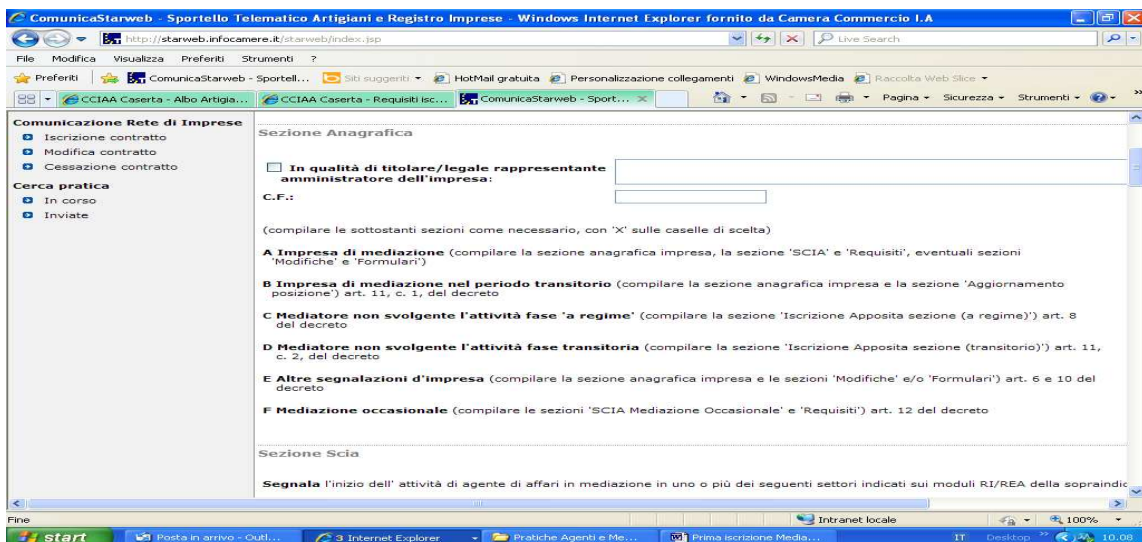 ComunicaStarweb - Sportello Telematico Artigiani e Registro Imprese - Windows Internet Explorer fornito da Camera Commercio I.A
http://starweb.infocamere.it/starweb/index.jsp
Live Search
File Modifica Visualizza Preferiti Strumenti ?
Preferiti ComunicaStarweb - Sportell... Siti suggeriti HotMail gratuita Personalizzazione collegamenti WindowsMedia Raccolta Web Slice
CCIAA Caserta - Albo Artigia... CCIAA Caserta - Requisiti isc... ComunicaStarweb - Sport... Pagina Sicurezza Strumenti
Comunicazione Rete di Imprese
Iscrizione contratto
Modifica contratto
Cessazione contratto
Cerca pratica
In corso
Inviate
Sezione Anagrafica
In qualità di titolare/legale rappresentante
amministratore dell'impresa:
C.F.:
(compilare le sottostanti sezioni come necessario, con 'X' sulle caselle di scelta)
A Impresa di mediazione (compilare la sezione anagrafica impresa, la sezione 'SCIA' e 'Requisiti', eventuali sezioni
'Modifiche' e 'Formulari')
B Impresa di mediazione nel periodo transitorio (compilare la sezione anagrafica impresa e la sezione 'Aggiornamento
posizione') art. 11, c. 1, del decreto
C Mediatore non svolgente l'attività fase 'a regime' (compilare la sezione 'Iscrizione Apposita sezione (a regime)') art. 8
del decreto
D Mediatore non svolgente l'attività fase transitoria (compilare la sezione 'Iscrizione Apposita sezione (transitorio)') art. 11,
c. 2, del decreto
E Altre segnalazioni d'impresa (compilare la sezione anagrafica impresa e le sezioni 'Modifiche' e/o 'Formulari') art. 6 e 10 del
decreto
F Mediazione occasionale (compilare le sezioni 'SCIA Mediazione Occasionale' e 'Requisiti') art. 12 del decreto
Sezione Scia
Segnala l'inizio dell' attività di agente di affari in mediazione in uno o più dei seguenti settori indicati sui moduli RI/REA della sopraindic
Fine Intranet locale 100%
start Posta in arrivo - Outl... 3 Internet Explorer Pratiche Agenti e Me... Prima iscrizione Media... IT Desktop 10.08